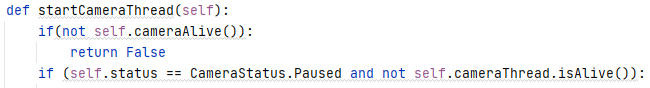 def startCameraThread(self):
    if(not self.cameraAlive()):
        return False
    if (self.status == CameraStatus.Paused and not self.cameraThread.isAlive()):